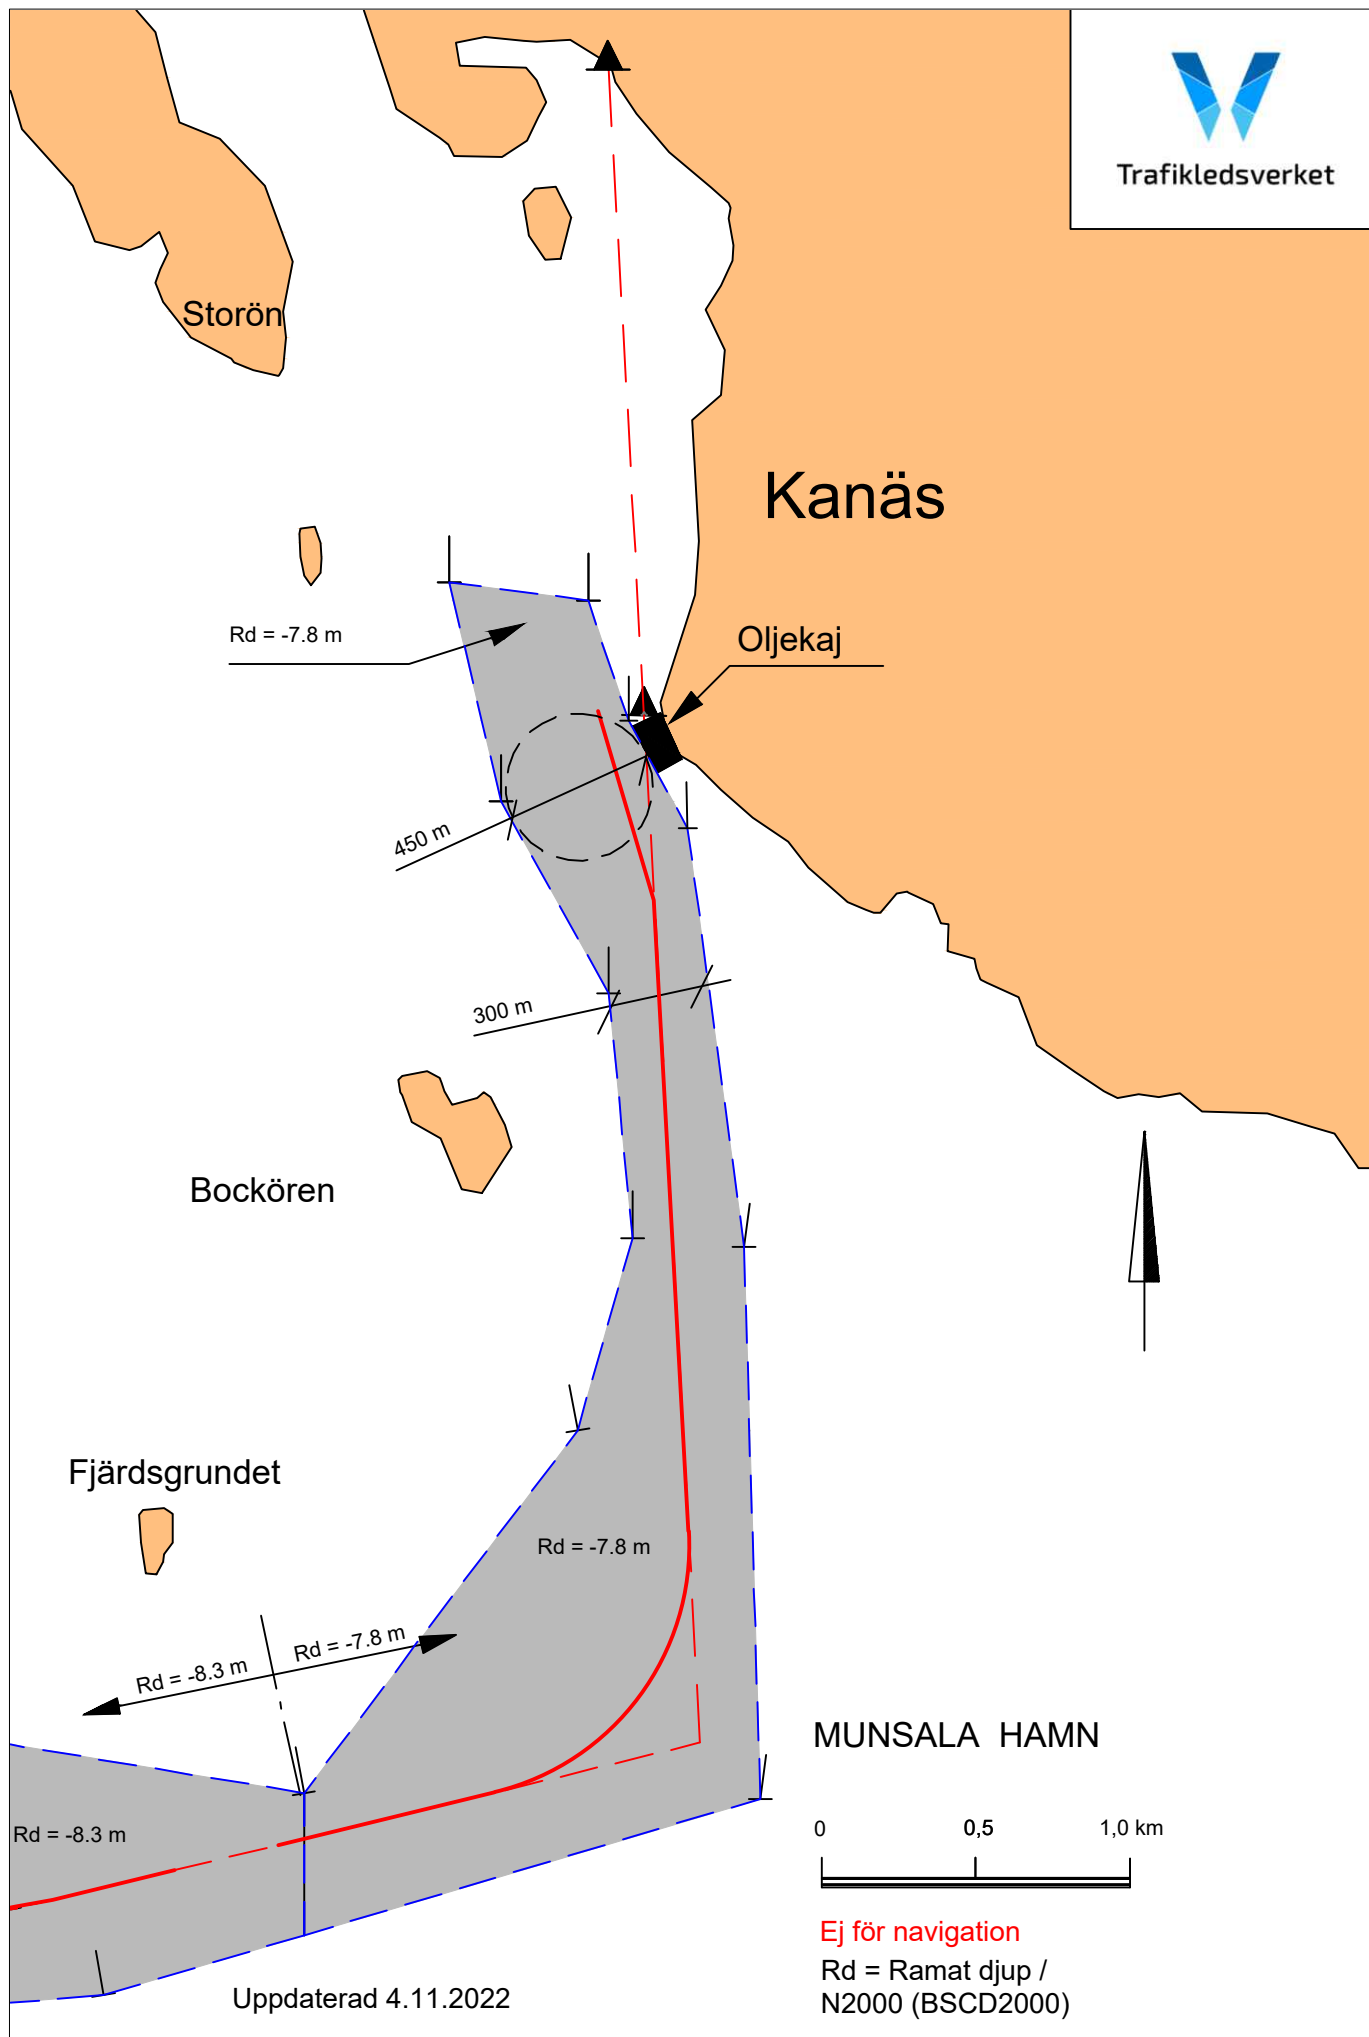 Trafikledsverket
Storön
Kanäs
Rd = -7.8 m
Oljekaj
450 m
300 m
Bockören
Fjärdsgrundet
Rd = -7.8 m
Rd = -8.3 m
Rd = -7.8 m
MUNSALA HAMN
Rd = -8.3 m
0 0,5 1,0 km
Ej för navigation
Rd = Ramat djup /
N2000 (BSCD2000)
Uppdaterad 4.11.2022